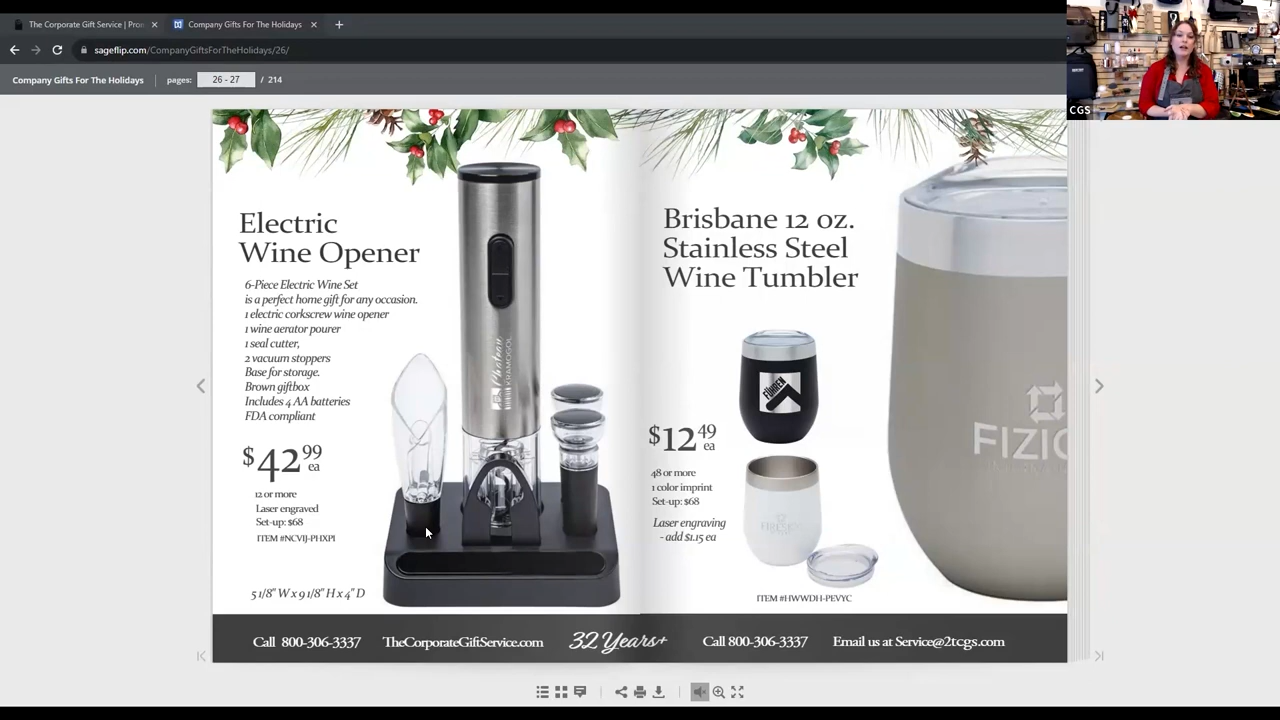 The Corporate Gift Service | Pro
Company Gifts For The Holidays
sageflip.com/CompanyGiftsForTheHolidays/26/
Company Gifts For The Holidays
pages:
26 - 27
/ 214
CGS
Electric
Wine Opener
6-Piece Electric Wine Set
is a perfect home gift for any occasion.
1 electric corkscrew wine opener
1 wine aerator pourer
1 seal cutter,
2 vacuum stoppers
Base for storage.
Brown giftbox
Includes 4 AA batteries
FDA compliant
$42 99
ea
12 or more
Laser engraved
Set-up: $68
ITEM #NCVIJ-PHXPI
5 1/8" W x 9 1/8" H x 4" D
Chateau
Brisbane 12 oz.
Stainless Steel
Wine Tumbler
FÜHREN
$12 49
ea
48 or more
1 color imprint
Set-up: $68
Laser engraving
- add $1.15 ea
ITEM #HWWDH-PEVYC
FIZIO
Call 800-306-3337 TheCorporateGiftService.com 32 Years+ Call 800-306-3337 Email us at Service@2tcgs.com